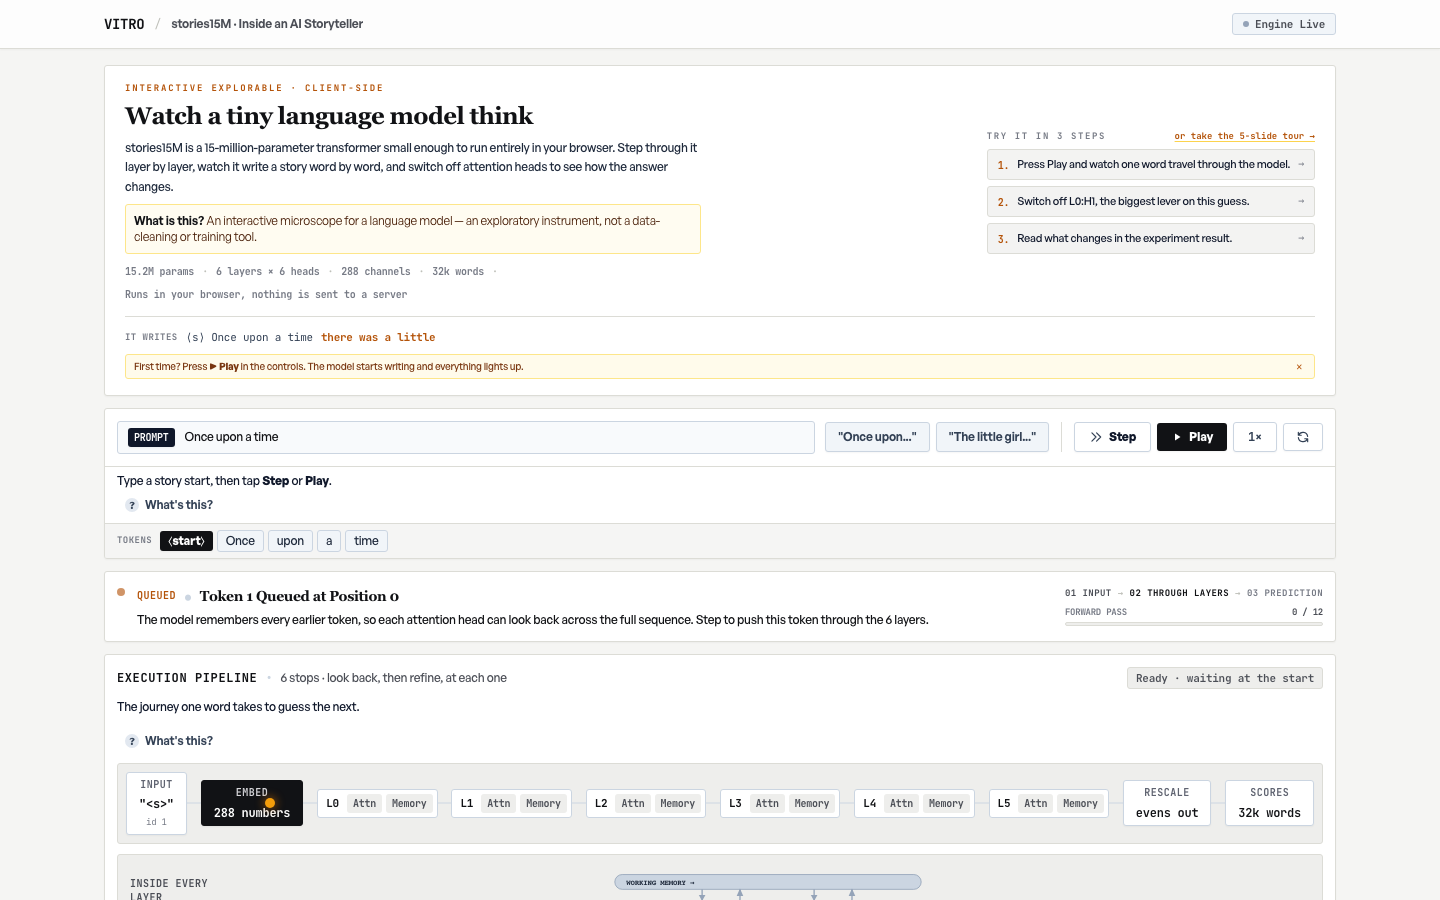 VITRO / stories15M · Inside an AI Storyteller
Engine Live
INTERACTIVE EXPLORABLE · CLIENT-SIDE
Watch a tiny language model think
stories15M is a 15-million-parameter transformer small enough to run entirely in your browser. Step through it
layer by layer, watch it write a story word by word, and switch off attention heads to see how the answer
changes.
What is this? An interactive microscope for a language model — an exploratory instrument, not a data-
cleaning or training tool.
15.2M params · 6 layers × 6 heads · 288 channels · 32k words ·
Runs in your browser, nothing is sent to a server
TRY IT IN 3 STEPS
or take the 5-slide tour →
1. Press Play and watch one word travel through the model. →
2. Switch off L0:H1, the biggest lever on this guess. →
3. Read what changes in the experiment result. →
IT WRITES ⟨s⟩ Once upon a time there was a little
First time? Press ▶ Play in the controls. The model starts writing and everything lights up. ×
PROMPT Once upon a time
"Once upon..."
"The little girl..."
Step
Play
1×
Type a story start, then tap Step or Play.
? What's this?
TOKENS ⟨start⟩ Once upon a time
QUEUED Token 1 Queued at Position 0
The model remembers every earlier token, so each attention head can look back across the full sequence. Step to push this token through the 6 layers.
01 INPUT → 02 THROUGH LAYERS → 03 PREDICTION
FORWARD PASS 0 / 12
EXECUTION PIPELINE · 6 stops · look back, then refine, at each one
Ready · waiting at the start
The journey one word takes to guess the next.
? What's this?
INPUT
"<s>"
id 1
EMBED
288 numbers
L0 Attn Memory
L1 Attn Memory
L2 Attn Memory
L3 Attn Memory
L4 Attn Memory
L5 Attn Memory
RESCALE
evens out
SCORES
32k words
INSIDE EVERY
LAYER
WORKING MEMORY →